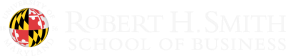 ROBERT H. SMITH
SCHOOL OF BUSINESS